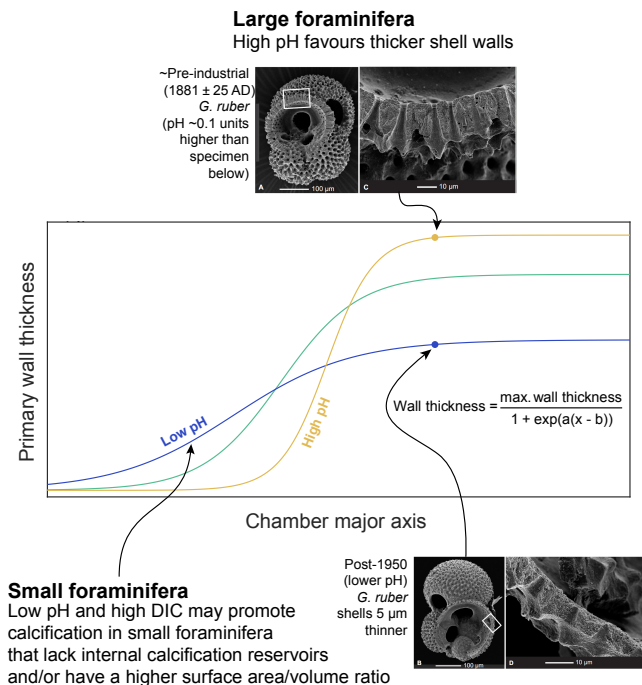 Large foraminifera
High pH favours thicker shell walls
~Pre-industrial
(1881 ± 25 AD)
G. ruber
(pH ~0.1 units
higher than
specimen
below)
A
100 µm
C
10 µm
Primary wall thickness
Low pH
High pH
Wall thickness = max. wall thickness
1 + exp(a(x - b))
Chamber major axis
Small foraminifera
Low pH and high DIC may promote
calcification in small foraminifera
that lack internal calcification reservoirs
and/or have a higher surface area/volume ratio
Post-1950
(lower pH)
G. ruber
shells 5 µm
thinner
B
100 µm
D
10 µm